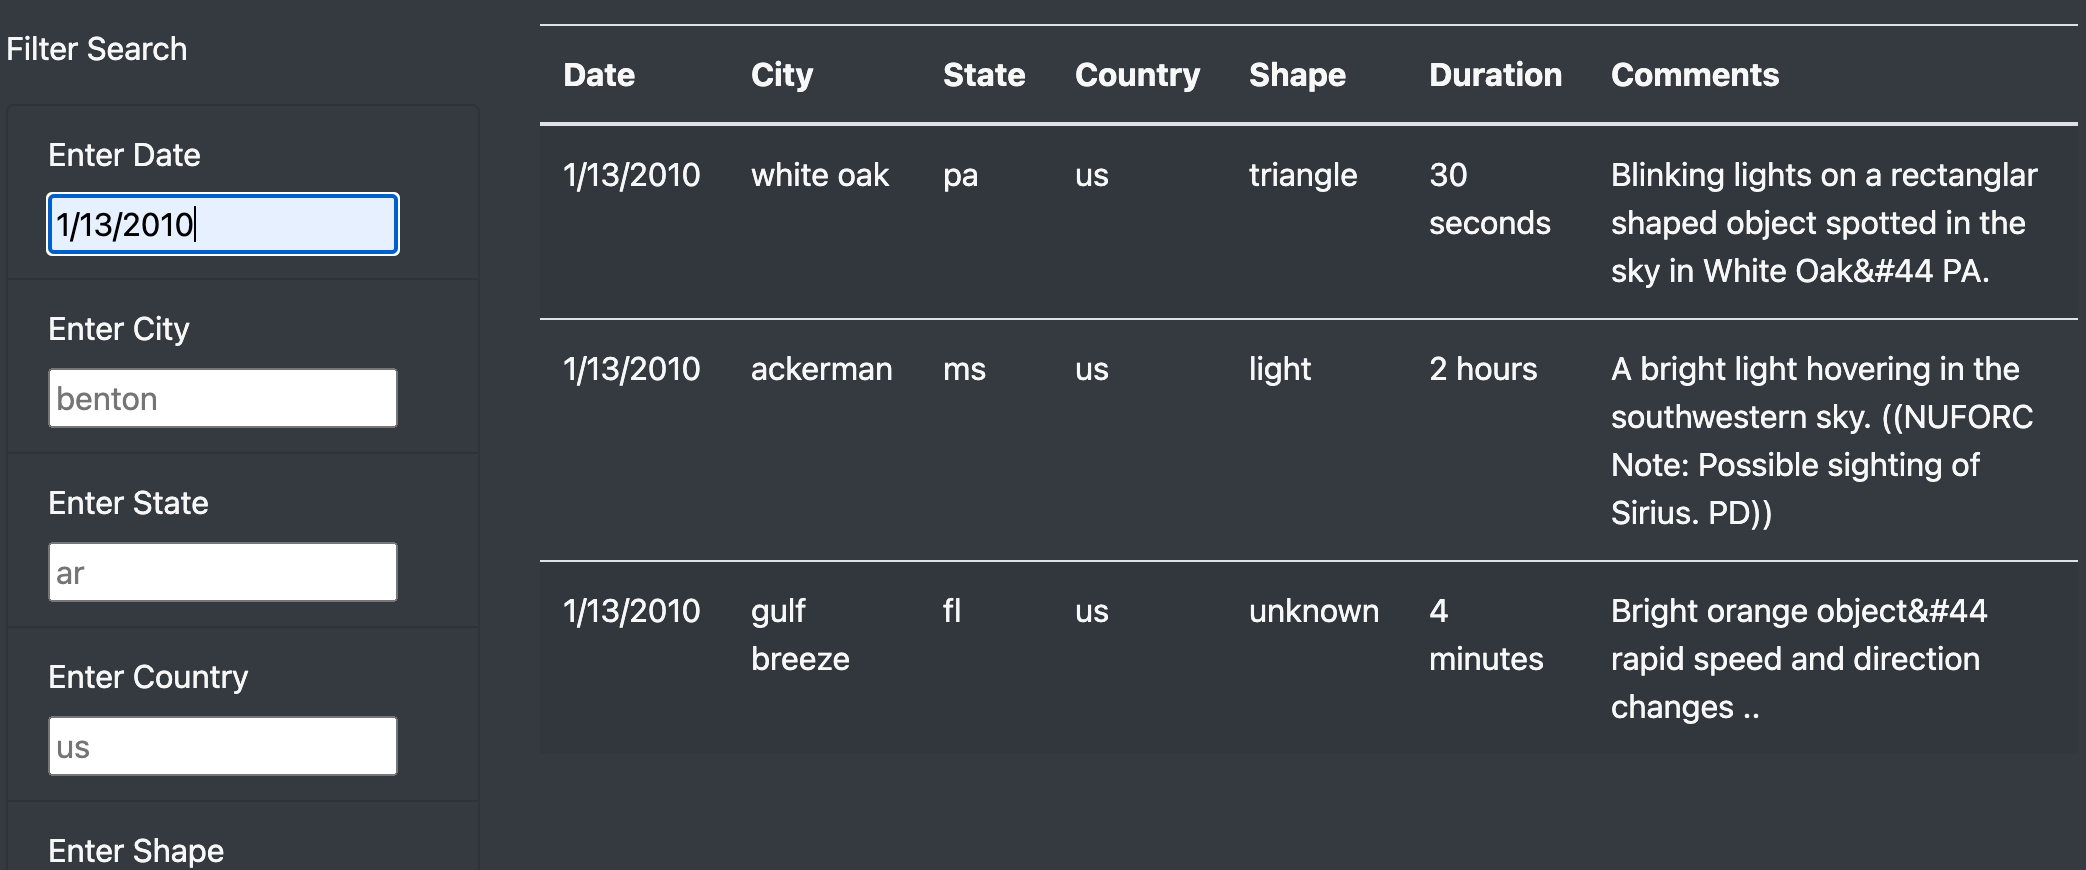 Filter Search
Enter Date
1/13/2010
Enter City
benton
Enter State
ar
Enter Country
us
Enter Shape
Date City State Country Shape Duration Comments
1/13/2010 white oak pa us triangle 30 Blinking lights on a rectanglar
seconds shaped object spotted in the
sky in White Oak&#44 PA.
1/13/2010 ackerman ms us light 2 hours A bright light hovering in the
southwestern sky. ((NUFORC
Note: Possible sighting of
Sirius. PD))
1/13/2010 gulf fl us unknown 4 Bright orange object&#44
breeze minutes rapid speed and direction
changes ..